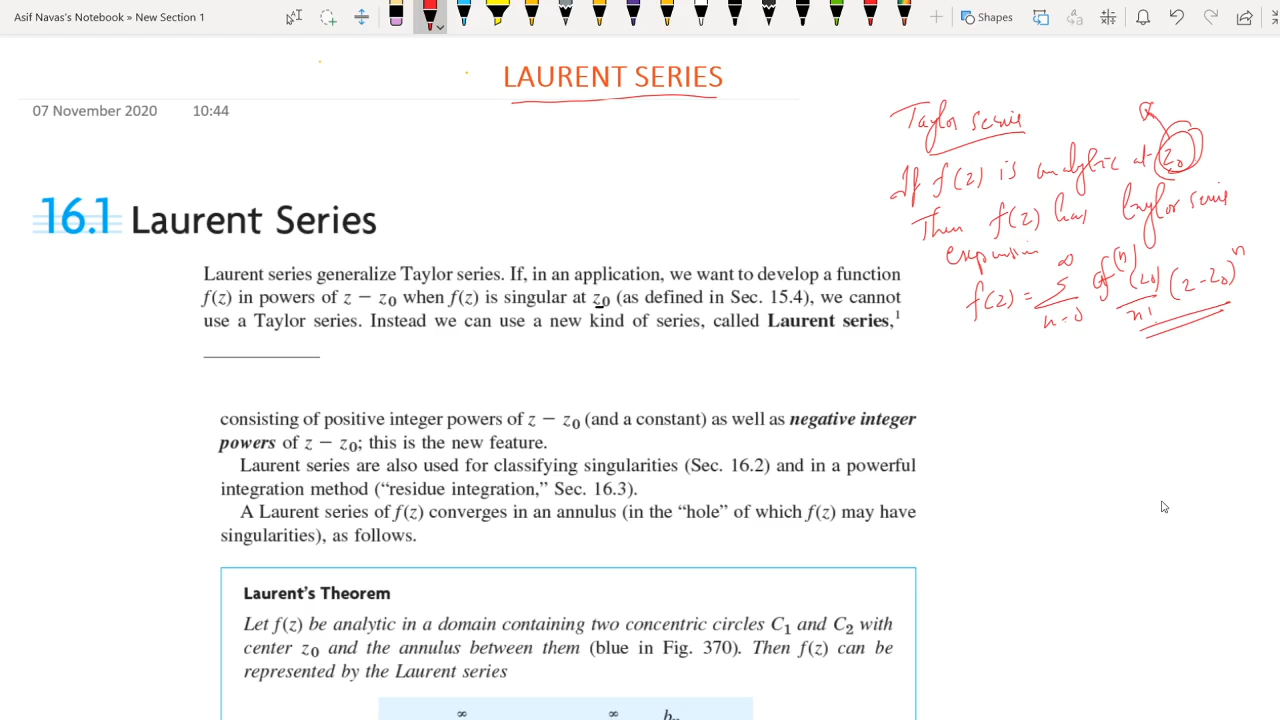 Asif Navas's Notebook » New Section 1
Shapes
LAURENT SERIES
07 November 2020 10:44
Taylor series
If f(z) is analytic at z0
Then f(z) has taylor series
expansion
f(z) = ∞ Σ n=0 f^(n)(z0) / n! (z-z0)^n
16.1 Laurent Series
Laurent series generalize Taylor series. If, in an application, we want to develop a function
f(z) in powers of z − z0 when f(z) is singular at z0 (as defined in Sec. 15.4), we cannot
use a Taylor series. Instead we can use a new kind of series, called Laurent series,1
consisting of positive integer powers of z − z0 (and a constant) as well as negative integer
powers of z − z0; this is the new feature.
Laurent series are also used for classifying singularities (Sec. 16.2) and in a powerful
integration method (“residue integration,” Sec. 16.3).
A Laurent series of f(z) converges in an annulus (in the “hole” of which f(z) may have
singularities), as follows.
Laurent's Theorem
Let f(z) be analytic in a domain containing two concentric circles C1 and C2 with
center z0 and the annulus between them (blue in Fig. 370). Then f(z) can be
represented by the Laurent series
∞ ∞ bn